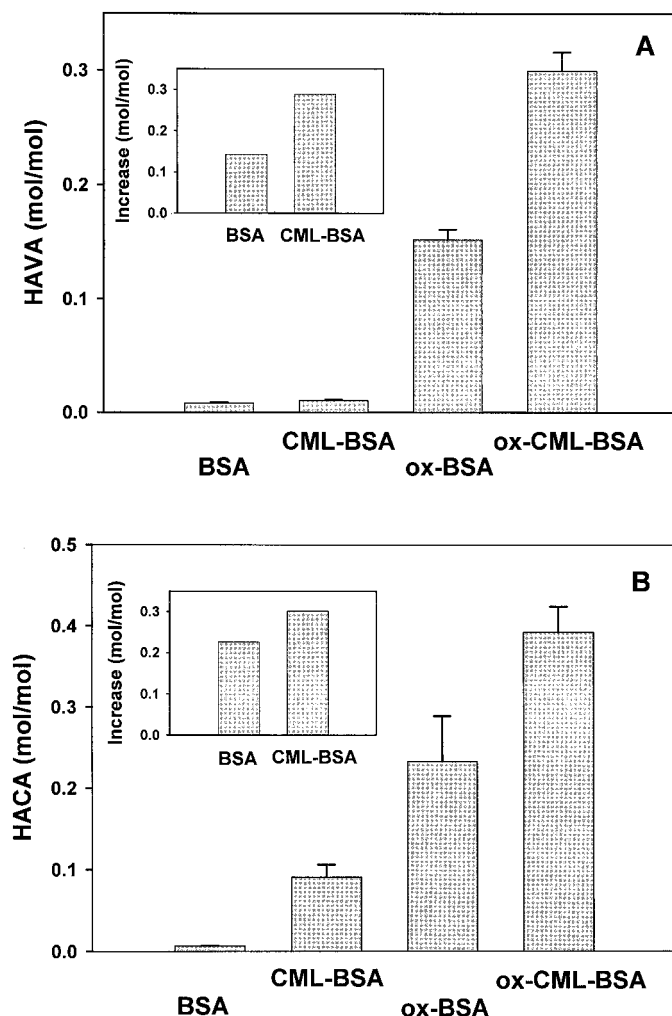 A
HAVA (mol/mol)
0.3
0.2
0.1
0.0
Increase (mol/mol)
0.3
0.2
0.1
0.0
BSA CML-BSA
BSA CML-BSA ox-BSA ox-CML-BSA
B
HACA (mol/mol)
0.5
0.4
0.3
0.2
0.1
0.0
Increase (mol/mol)
0.3
0.2
0.1
0.0
BSA CML-BSA
BSA CML-BSA ox-BSA ox-CML-BSA